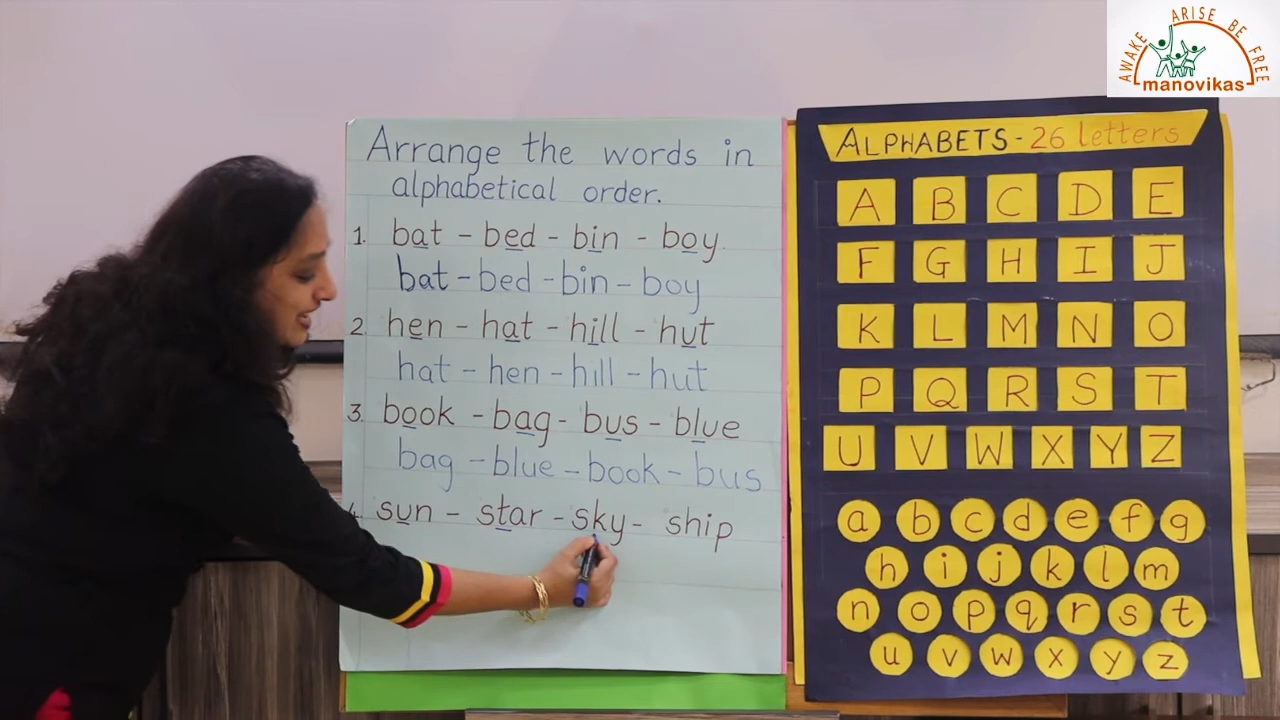 AWAKE ARISE BE FREE
manovikas
Arrange the words in
alphabetical order.
1. bat - bed - bin - boy.
bat - bed - bin - boy
2. hen - hat - hill - hut
hat - hen - hill - hut
3. book - bag - bus - blue
bag - blue - book - bus
4. sun - star - sky - ship
ALPHABETS - 26 letters
A B C D E
F G H I J
K L M N O
P Q R S T
U V W X Y Z
a b c d e f g
h i j k l m
n o p q r s t
u v w x y z